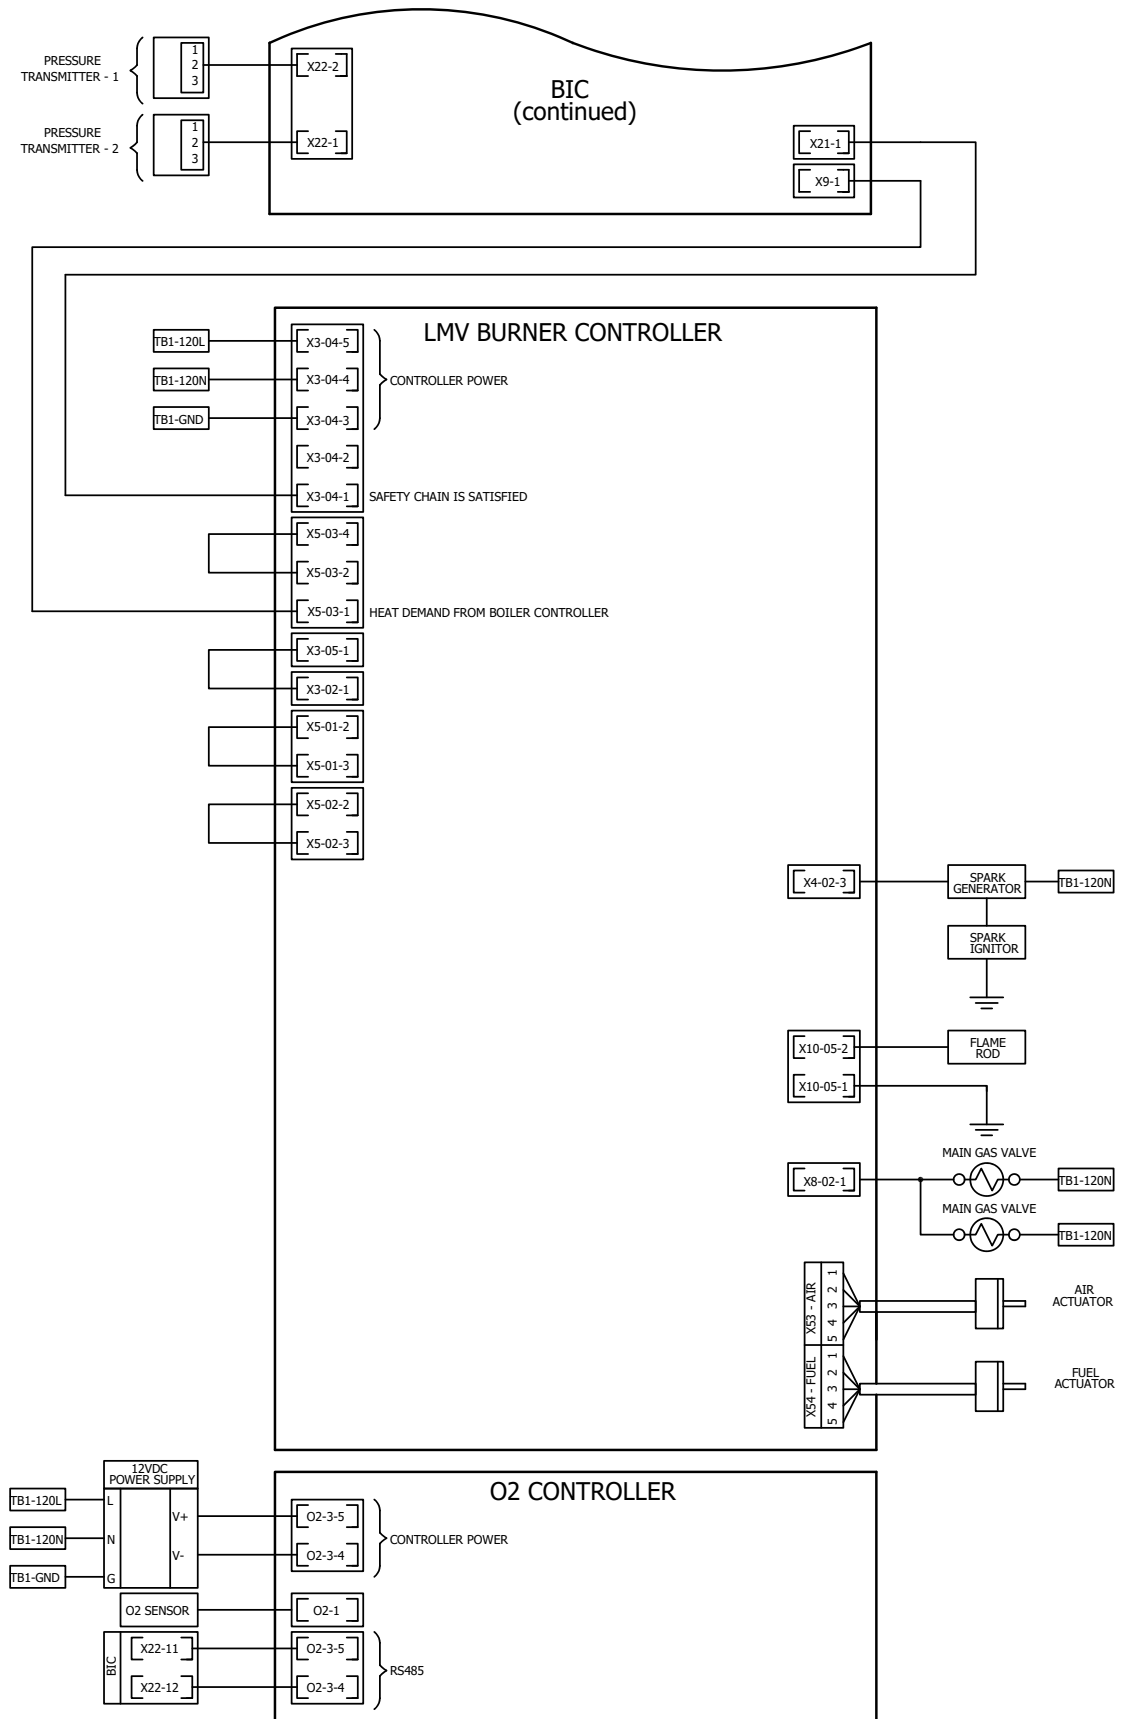 PRESSURE
TRANSMITTER - 1
1
2
3
X22-2
PRESSURE
TRANSMITTER - 2
1
2
3
X22-1
BIC
(continued)
X21-1
X9-1
LMV BURNER CONTROLLER
TB1-120L
X3-04-5
TB1-120N
X3-04-4
CONTROLLER POWER
TB1-GND
X3-04-3
X3-04-2
X3-04-1
SAFETY CHAIN IS SATISFIED
X5-03-4
X5-03-2
X5-03-1
HEAT DEMAND FROM BOILER CONTROLLER
X3-05-1
X3-02-1
X5-01-2
X5-01-3
X5-02-2
X5-02-3
X4-02-3
SPARK
GENERATOR
TB1-120N
SPARK
IGNITOR
X10-05-2
FLAME
ROD
X10-05-1
MAIN GAS VALVE
X8-02-1
TB1-120N
MAIN GAS VALVE
TB1-120N
X53 - AIR
1
2
3
4
5
AIR
ACTUATOR
X54 - FUEL
1
2
3
4
5
FUEL
ACTUATOR
O2 CONTROLLER
12VDC
POWER SUPPLY
TB1-120L
L
V+
O2-3-5
TB1-120N
N
CONTROLLER POWER
V-
O2-3-4
TB1-GND
G
O2 SENSOR
O2-1
BIC
X22-11
O2-3-5
RS485
X22-12
O2-3-4